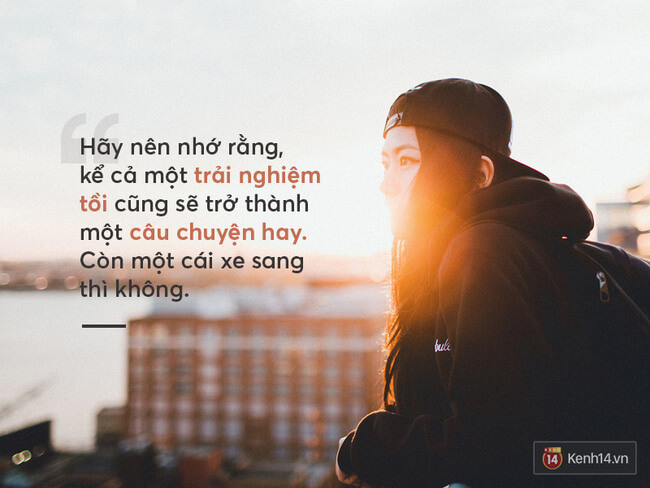 “
Hãy nên nhớ rằng,
kể cả một trải nghiệm
tồi cũng sẽ trở thành
một câu chuyện hay.
Còn một cái xe sang
thì không.
14 Kenh14.vn